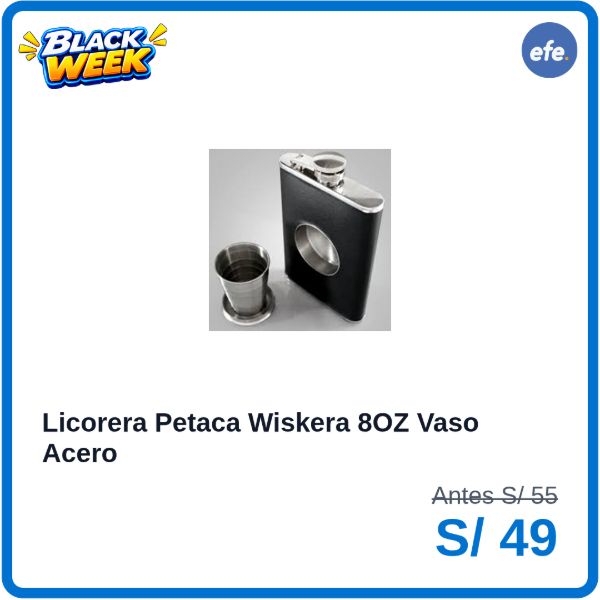 BLACK
WEEK
efe.
Licorera Petaca Wiskera 8OZ Vaso
Acero
Antes S/ 55
S/ 49